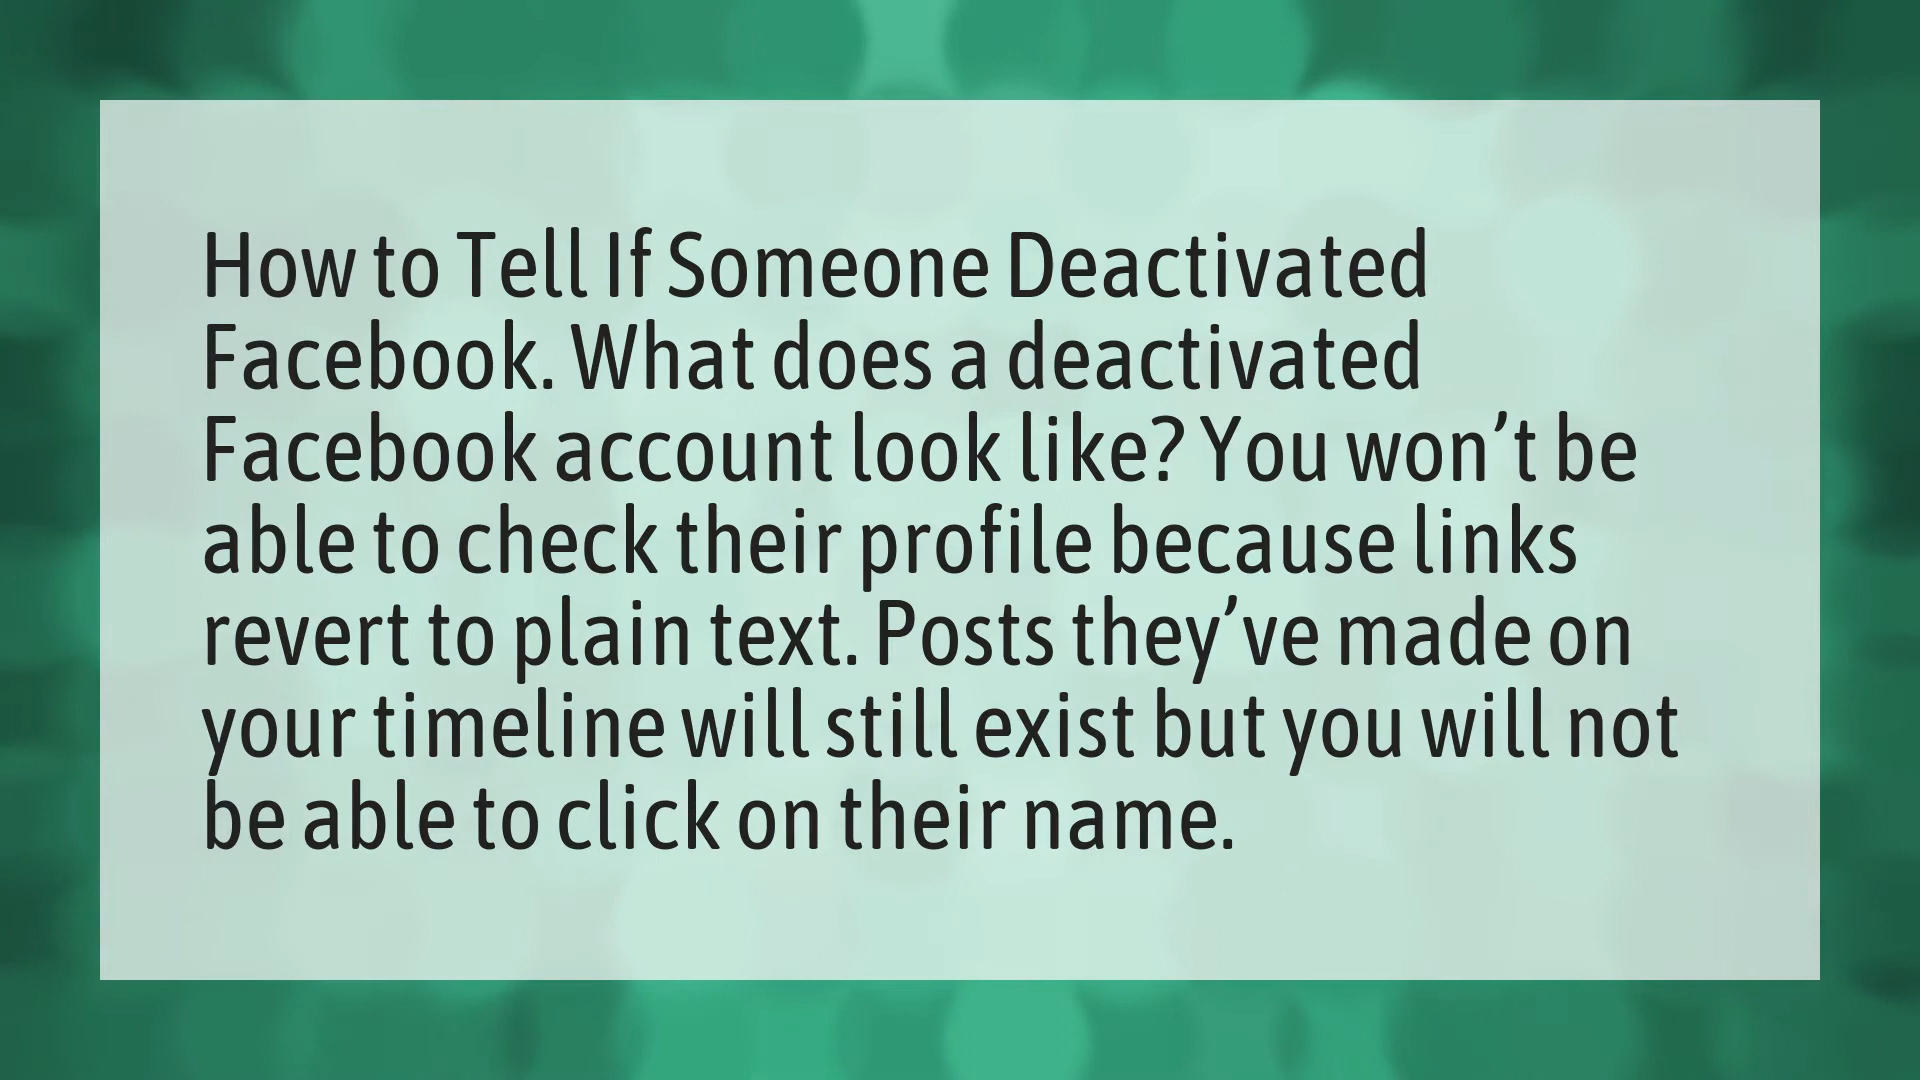 How to Tell If Someone Deactivated
Facebook. What does a deactivated
Facebook account look like? You won’t be
able to check their profile because links
revert to plain text. Posts they’ve made on
your timeline will still exist but you will not
be able to click on their name.